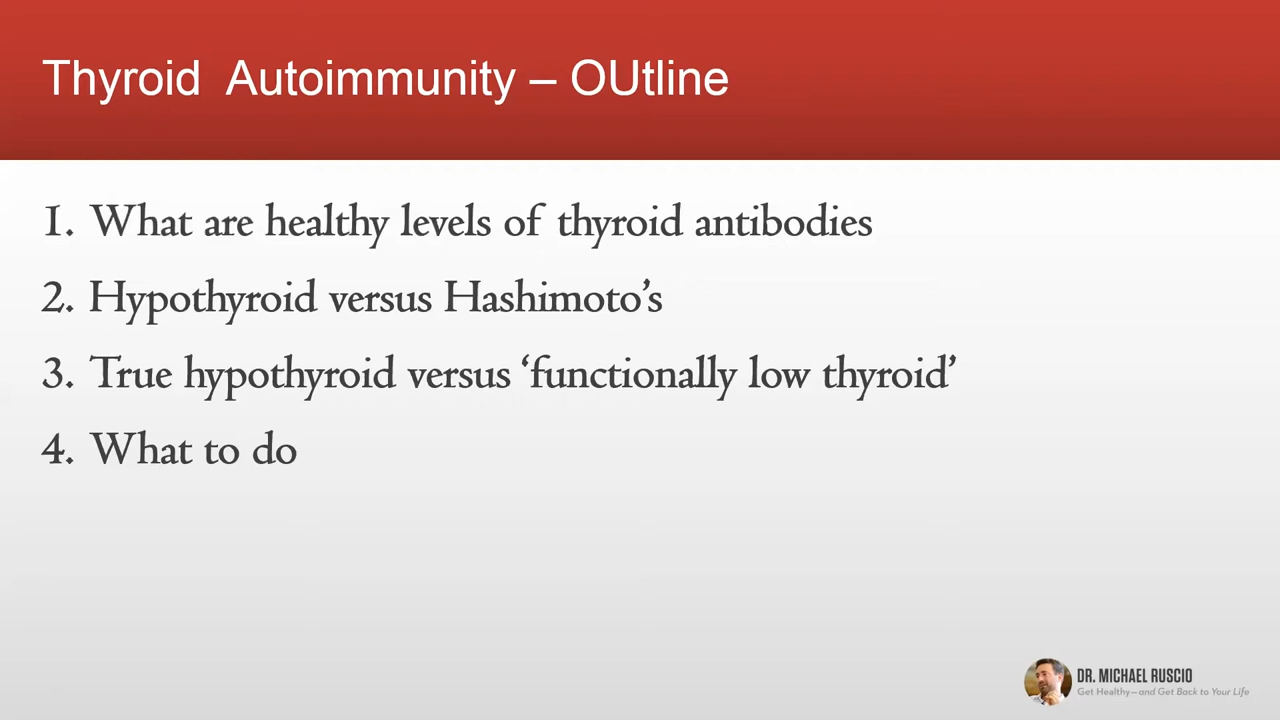 Thyroid Autoimmunity – OUtline
1. What are healthy levels of thyroid antibodies
2. Hypothyroid versus Hashimoto’s
3. True hypothyroid versus ‘functionally low thyroid’
4. What to do
DR. MICHAEL RUSCIO
Get Healthy—and Get Back to Your Life